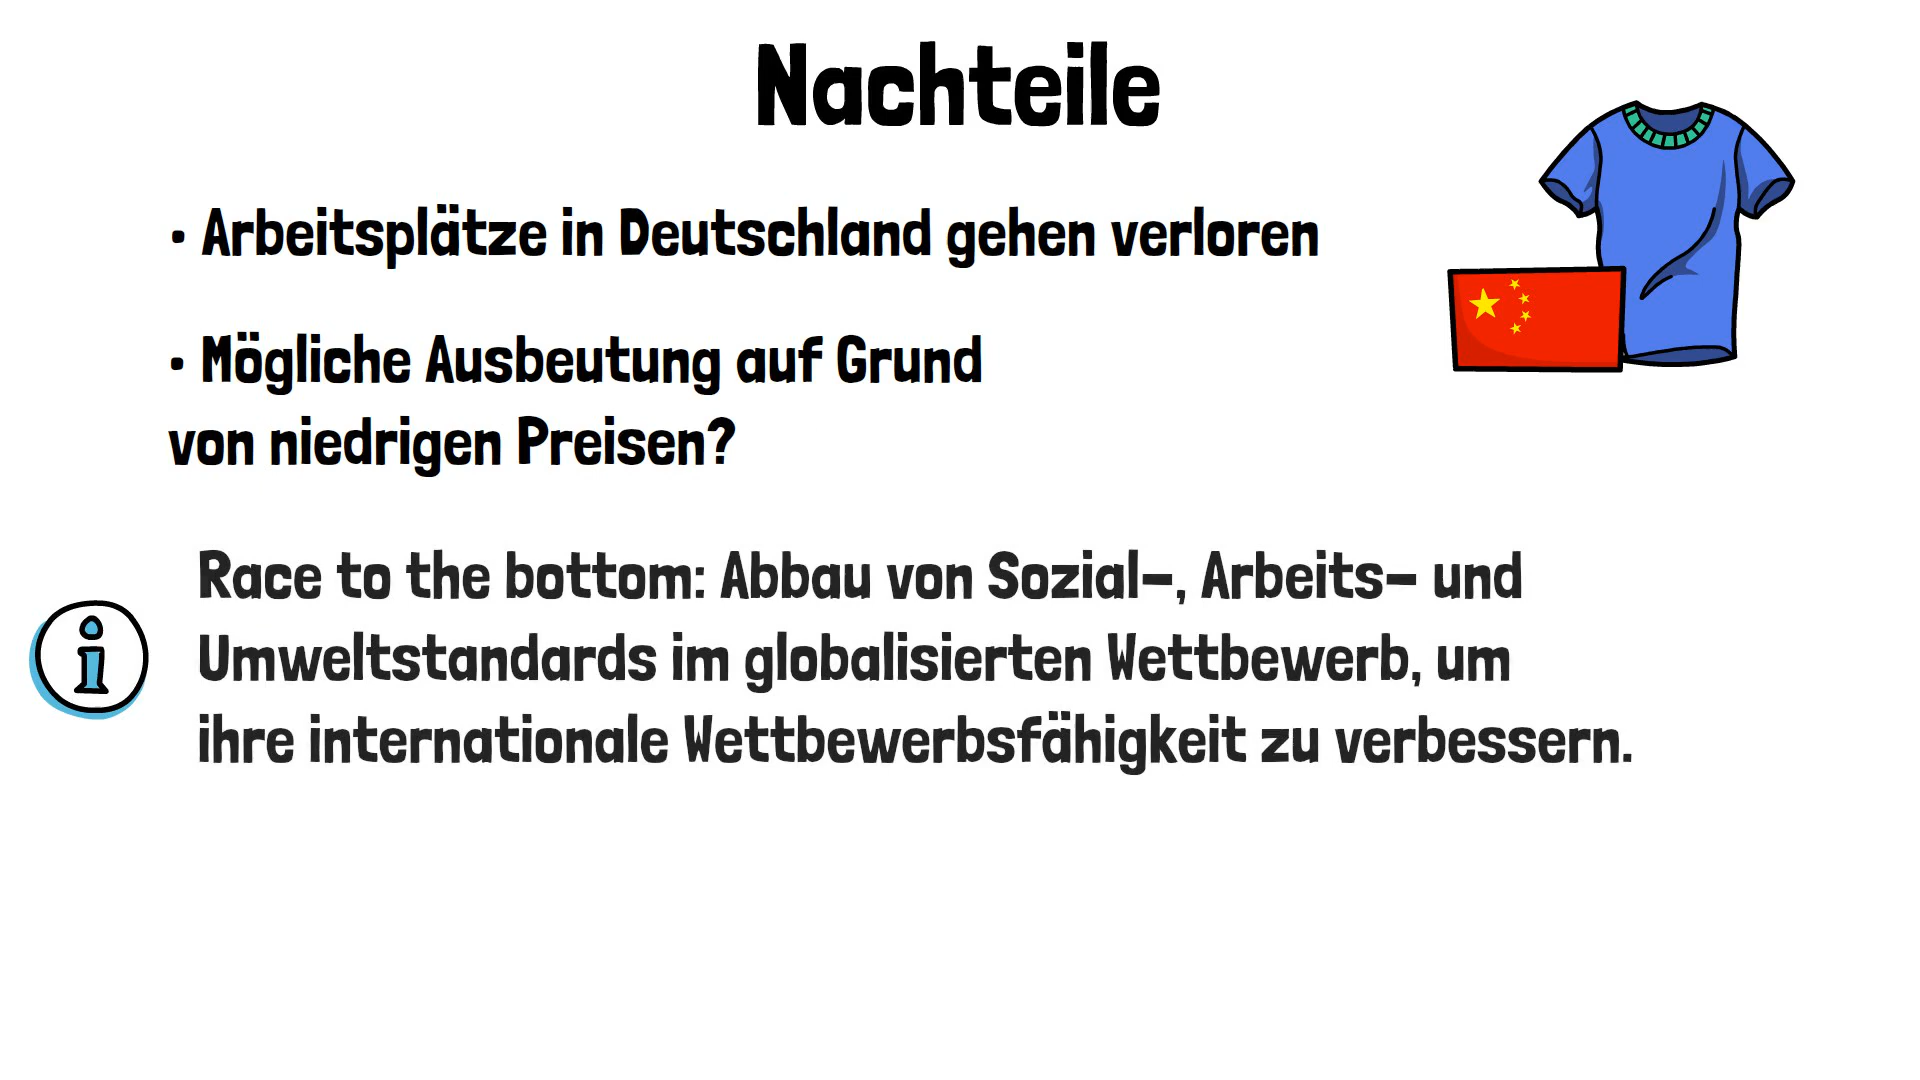 Nachteile
• Arbeitsplätze in Deutschland gehen verloren
• Mögliche Ausbeutung auf Grund
von niedrigen Preisen?
Race to the bottom: Abbau von Sozial-, Arbeits- und
Umweltstandards im globalisierten Wettbewerb, um
ihre internationale Wettbewerbsfähigkeit zu verbessern.